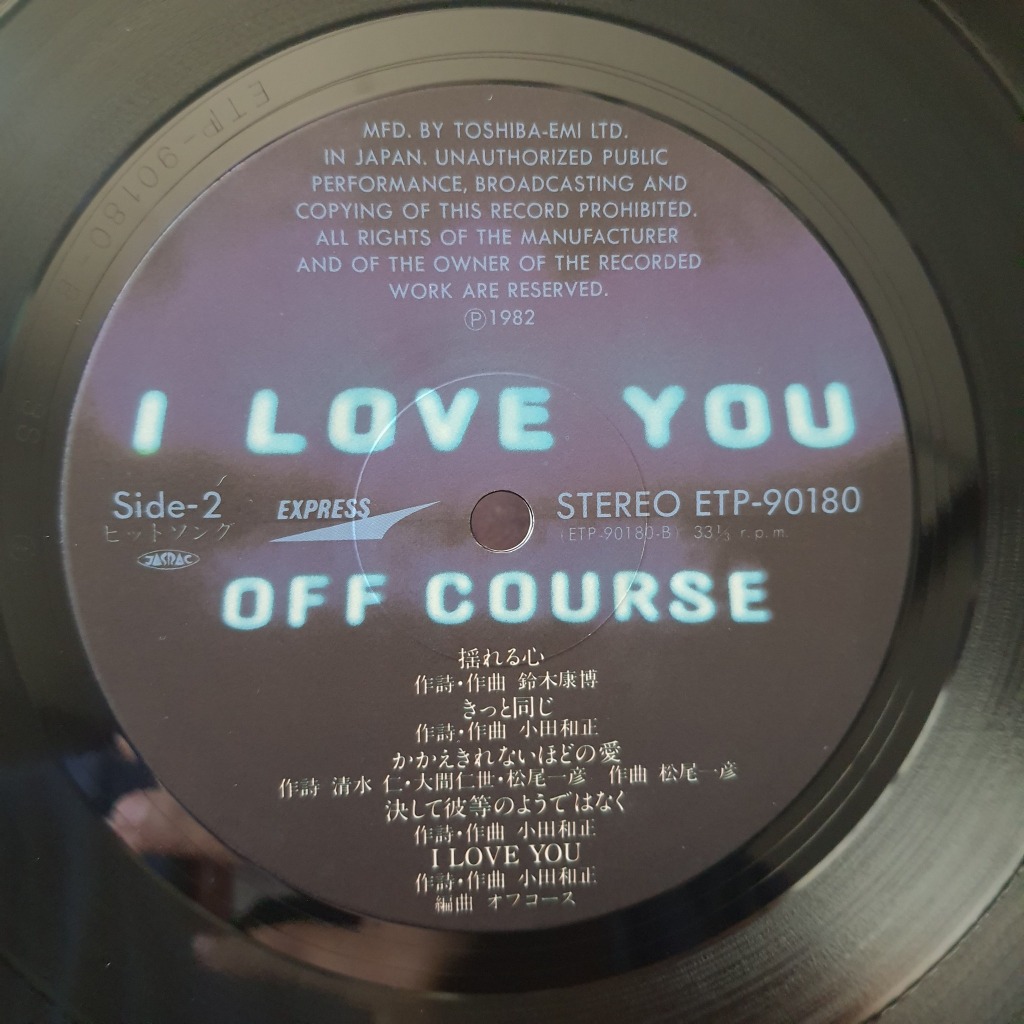 ETP-90180-B
MFD. BY TOSHIBA-EMI LTD.
IN JAPAN. UNAUTHORIZED PUBLIC
PERFORMANCE, BROADCASTING AND
COPYING OF THIS RECORD PROHIBITED.
ALL RIGHTS OF THE MANUFACTURER
AND OF THE OWNER OF THE RECORDED
WORK ARE RESERVED.
Ⓟ1982
I LOVE YOU
Side-2 EXPRESS STEREO ETP-90180
ヒットソング (ETP-90180-B) 33⅓ r.p.m.
JASRAC
OFF COURSE
揺れる心
作詩・作曲 鈴木康博
きっと同じ
作詩・作曲 小田和正
かかえきれないほどの愛
作詩 清水 仁・大間仁世・松尾一彦 作曲 松尾一彦
決して彼等のようではなく
作詩・作曲 小田和正
I LOVE YOU
作詩・作曲 小田和正
編曲 オフコース